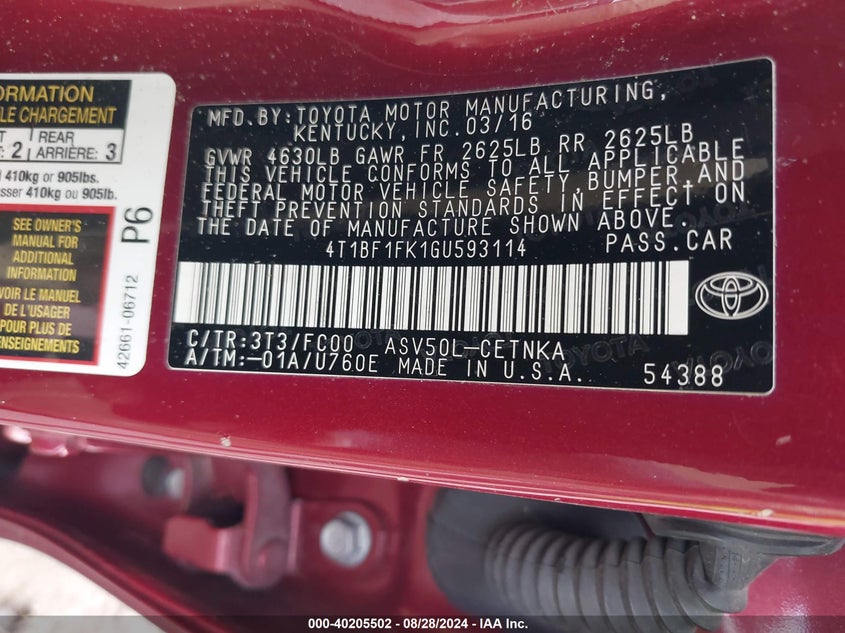 ORMATION
LE CHARGEMENT
2
REAR
ARRIÈRE: 3
410kg or 905lbs.
sser 410kg ou 905lb.
SEE OWNER'S
MANUAL FOR
ADDITIONAL
INFORMATION
VOIR LE MANUEL
DE L'USAGER
POUR PLUS DE
RENSEIGNEMENTS
P6
42661-06712
MFD.BY:TOYOTA MOTOR MANUFACTURING,
KENTUCKY,INC.03/16
GVWR 4630LB GAWR FR 2625LB RR 2625LB
THIS VEHICLE CONFORMS TO ALL APPLICABLE
FEDERAL MOTOR VEHICLE SAFETY,BUMPER,AND
THEFT PREVENTION STANDARDS IN EFFECT ON
THE DATE OF MANUFACTURE SHOWN ABOVE.
4T1BF1FK1GU593114 PASS.CAR
C/TR:3T3/FC00 ASV50L-CETNKA
A/TM:-01A/U760E MADE IN U.S.A. 54388
TOYOTA
000-40205502 - 08/28/2024 - IAA Inc.